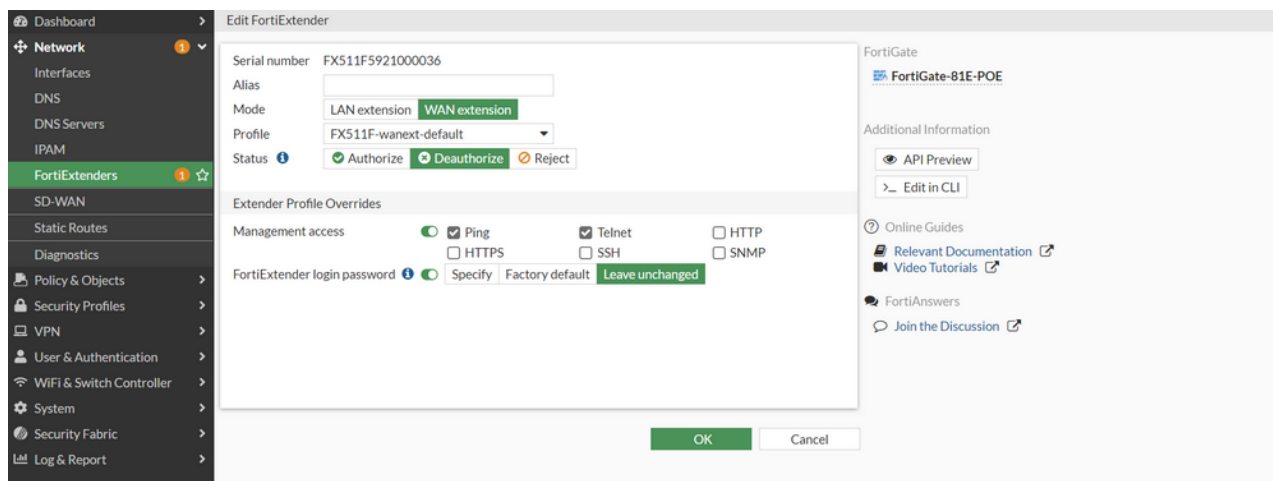 Dashboard
Network 1
Interfaces
DNS
DNS Servers
IPAM
FortiExtenders 1
SD-WAN
Static Routes
Diagnostics
Policy & Objects
Security Profiles
VPN
User & Authentication
WiFi & Switch Controller
System
Security Fabric
Log & Report
Edit FortiExtender
Serial number FX511F5921000036
Alias
Mode LAN extension WAN extension
Profile FX511F-wanext-default
Status Authorize Deauthorize Reject
Extender Profile Overrides
Management access Ping Telnet HTTP
HTTPS SSH SNMP
FortiExtender login password Specify Factory default Leave unchanged
OK Cancel
FortiGate
FortiGate-81E-POE
Additional Information
API Preview
>_ Edit in CLI
Online Guides
Relevant Documentation
Video Tutorials
FortiAnswers
Join the Discussion